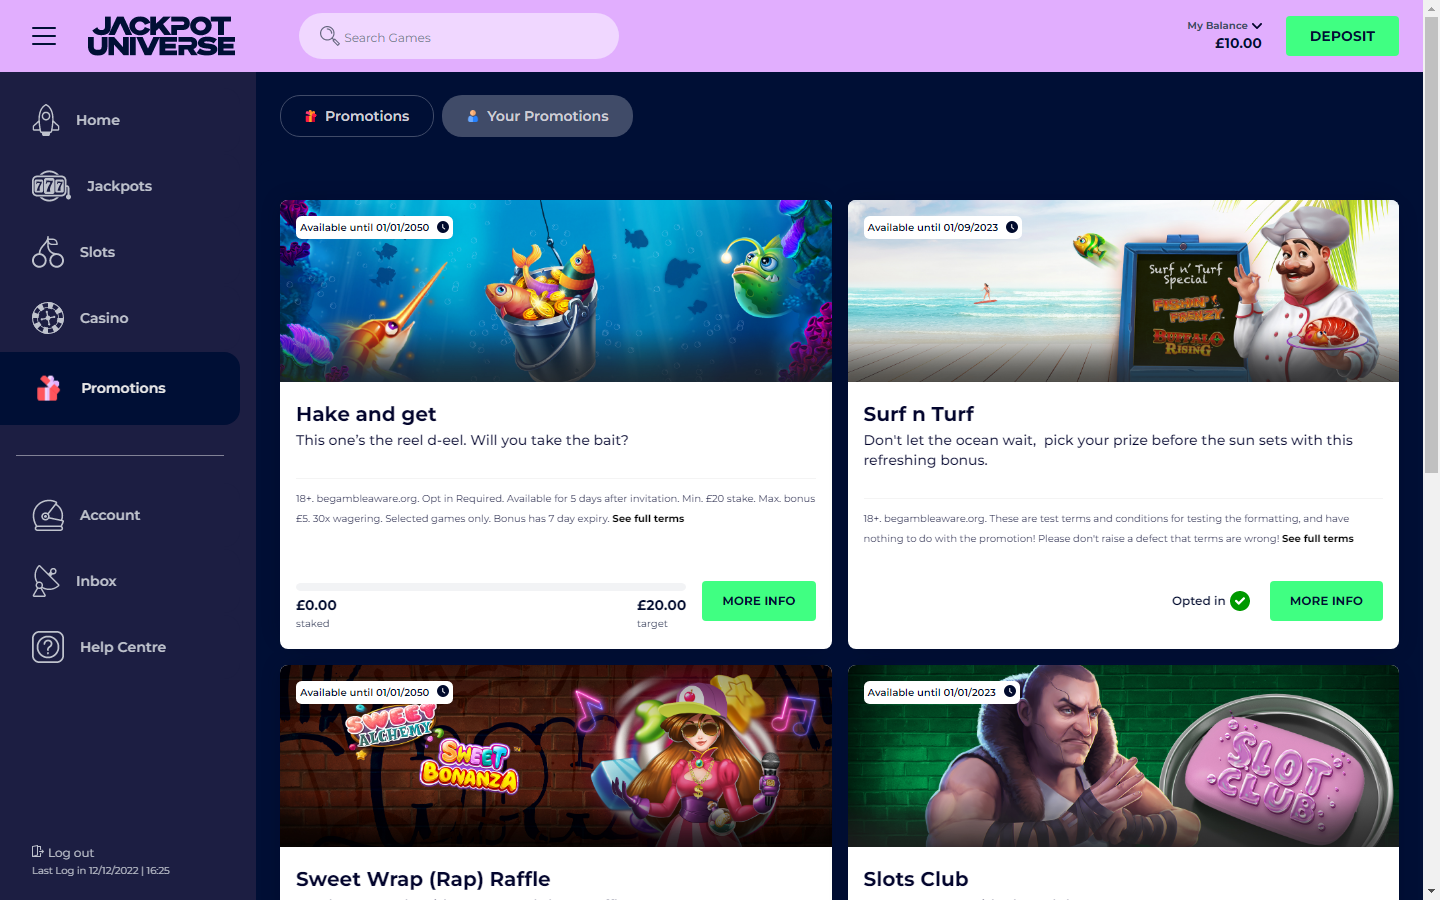 JACKPOT
UNIVERSE
Search Games
My Balance
£10.00
DEPOSIT
Home
Jackpots
Slots
Casino
Promotions
Account
Inbox
Help Centre
Log out
Last Log in 12/12/2022 | 16:25
Promotions
Your Promotions
Available until 01/01/2050
Hake and get
This one’s the reel d-eel. Will you take the bait?
18+. begambleaware.org. Opt in Required. Available for 5 days after invitation. Min. £20 stake. Max. bonus
£5. 30x wagering. Selected games only. Bonus has 7 day expiry. See full terms
£0.00
staked
£20.00
target
MORE INFO
Available until 01/09/2023
Surf n' Turf
Special
FISHIN'
FRENZY
BUFFALO
RISING
Surf n Turf
Don't let the ocean wait, pick your prize before the sun sets with this
refreshing bonus.
18+. begambleaware.org. These are test terms and conditions for testing the formatting, and have
nothing to do with the promotion! Please don't raise a defect that terms are wrong! See full terms
Opted in
MORE INFO
Available until 01/01/2050
SWEET
ALCHEMY
SWEET
BONANZA
Sweet Wrap (Rap) Raffle
Available until 01/01/2023
SLOT
CLUB
Slots Club